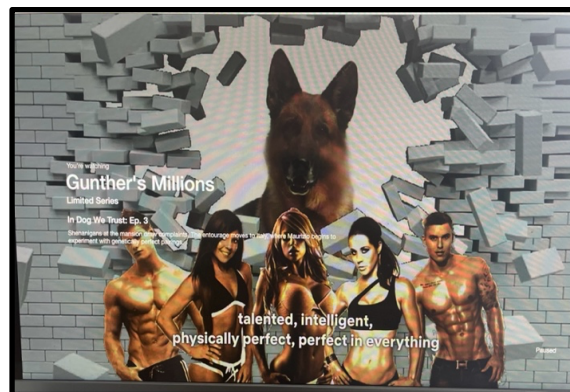 You're watching
Gunther's Millions
Limited Series
In Dog We Trust: Ep. 3
Shenanigans at the mansion
entourage moves to
where Maurizio begins to
experiment with genetically perfect
talented, intelligent,
physically perfect, perfect in everything
Paused